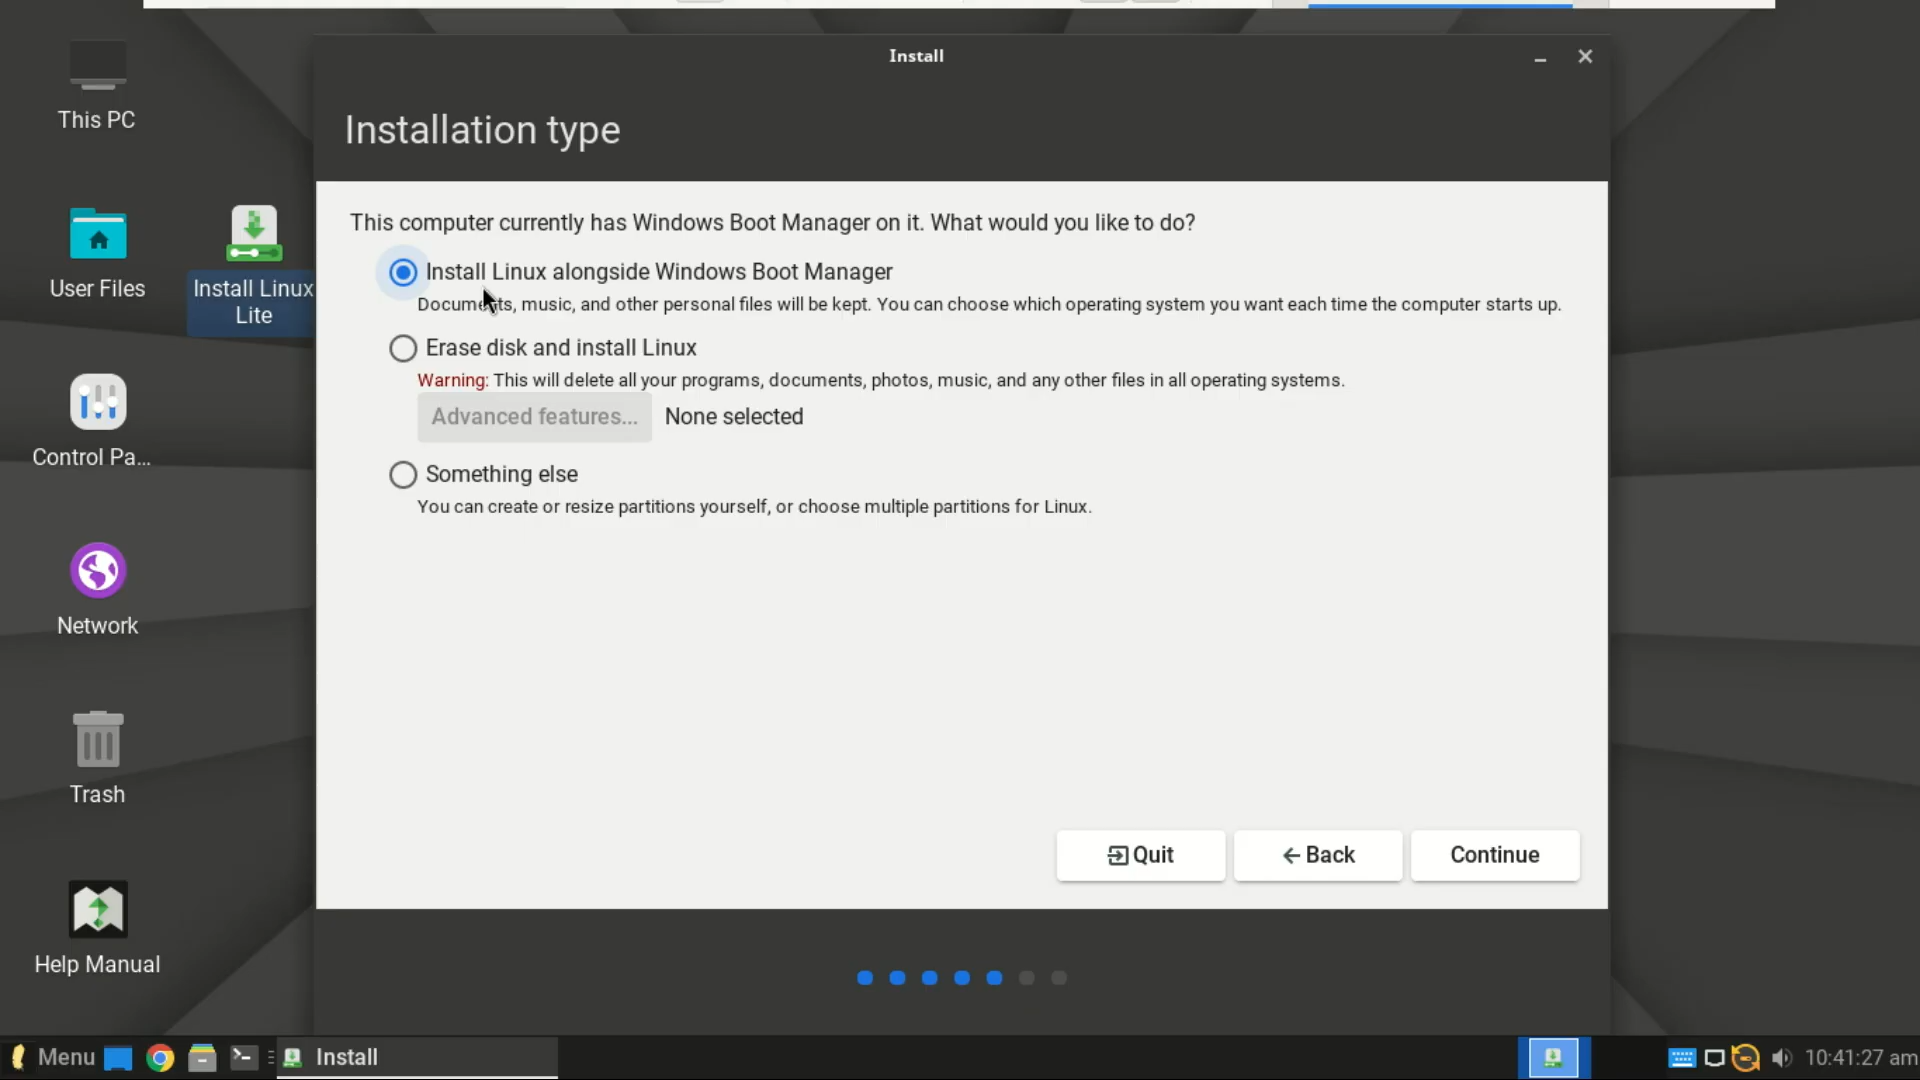 Install
Installation type
This computer currently has Windows Boot Manager on it. What would you like to do?
Install Linux alongside Windows Boot Manager
Documents, music, and other personal files will be kept. You can choose which operating system you want each time the computer starts up.
Erase disk and install Linux
Warning: This will delete all your programs, documents, photos, music, and any other files in all operating systems.
Advanced features... None selected
Something else
You can create or resize partitions yourself, or choose multiple partitions for Linux.
Quit
Back
Continue
This PC
User Files
Install Linux
Lite
Control Pa...
Network
Trash
Help Manual
Menu
Install
10:41:27 am